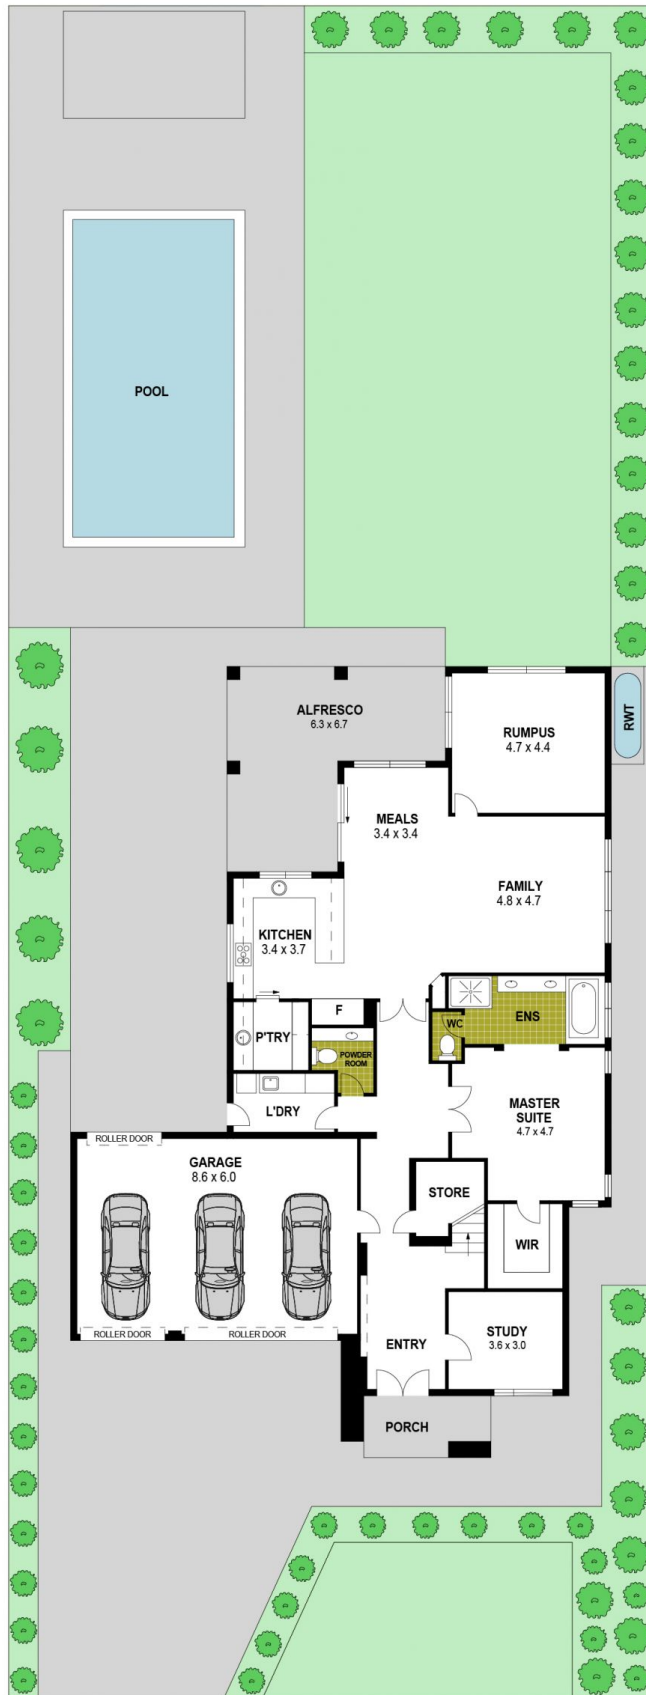 POOL
ALFRESCO
6.3 x 6.7
RUMPUS
4.7 x 4.4
RWT
MEALS
3.4 x 3.4
FAMILY
4.8 x 4.7
KITCHEN
3.4 x 3.7
F
P'TRY
POWDER
ROOM
WC
ENS
L'DRY
MASTER
SUITE
4.7 x 4.7
ROLLER DOOR
GARAGE
8.6 x 6.0
STORE
WIR
ROLLER DOOR
ROLLER DOOR
ENTRY
STUDY
3.6 x 3.0
PORCH